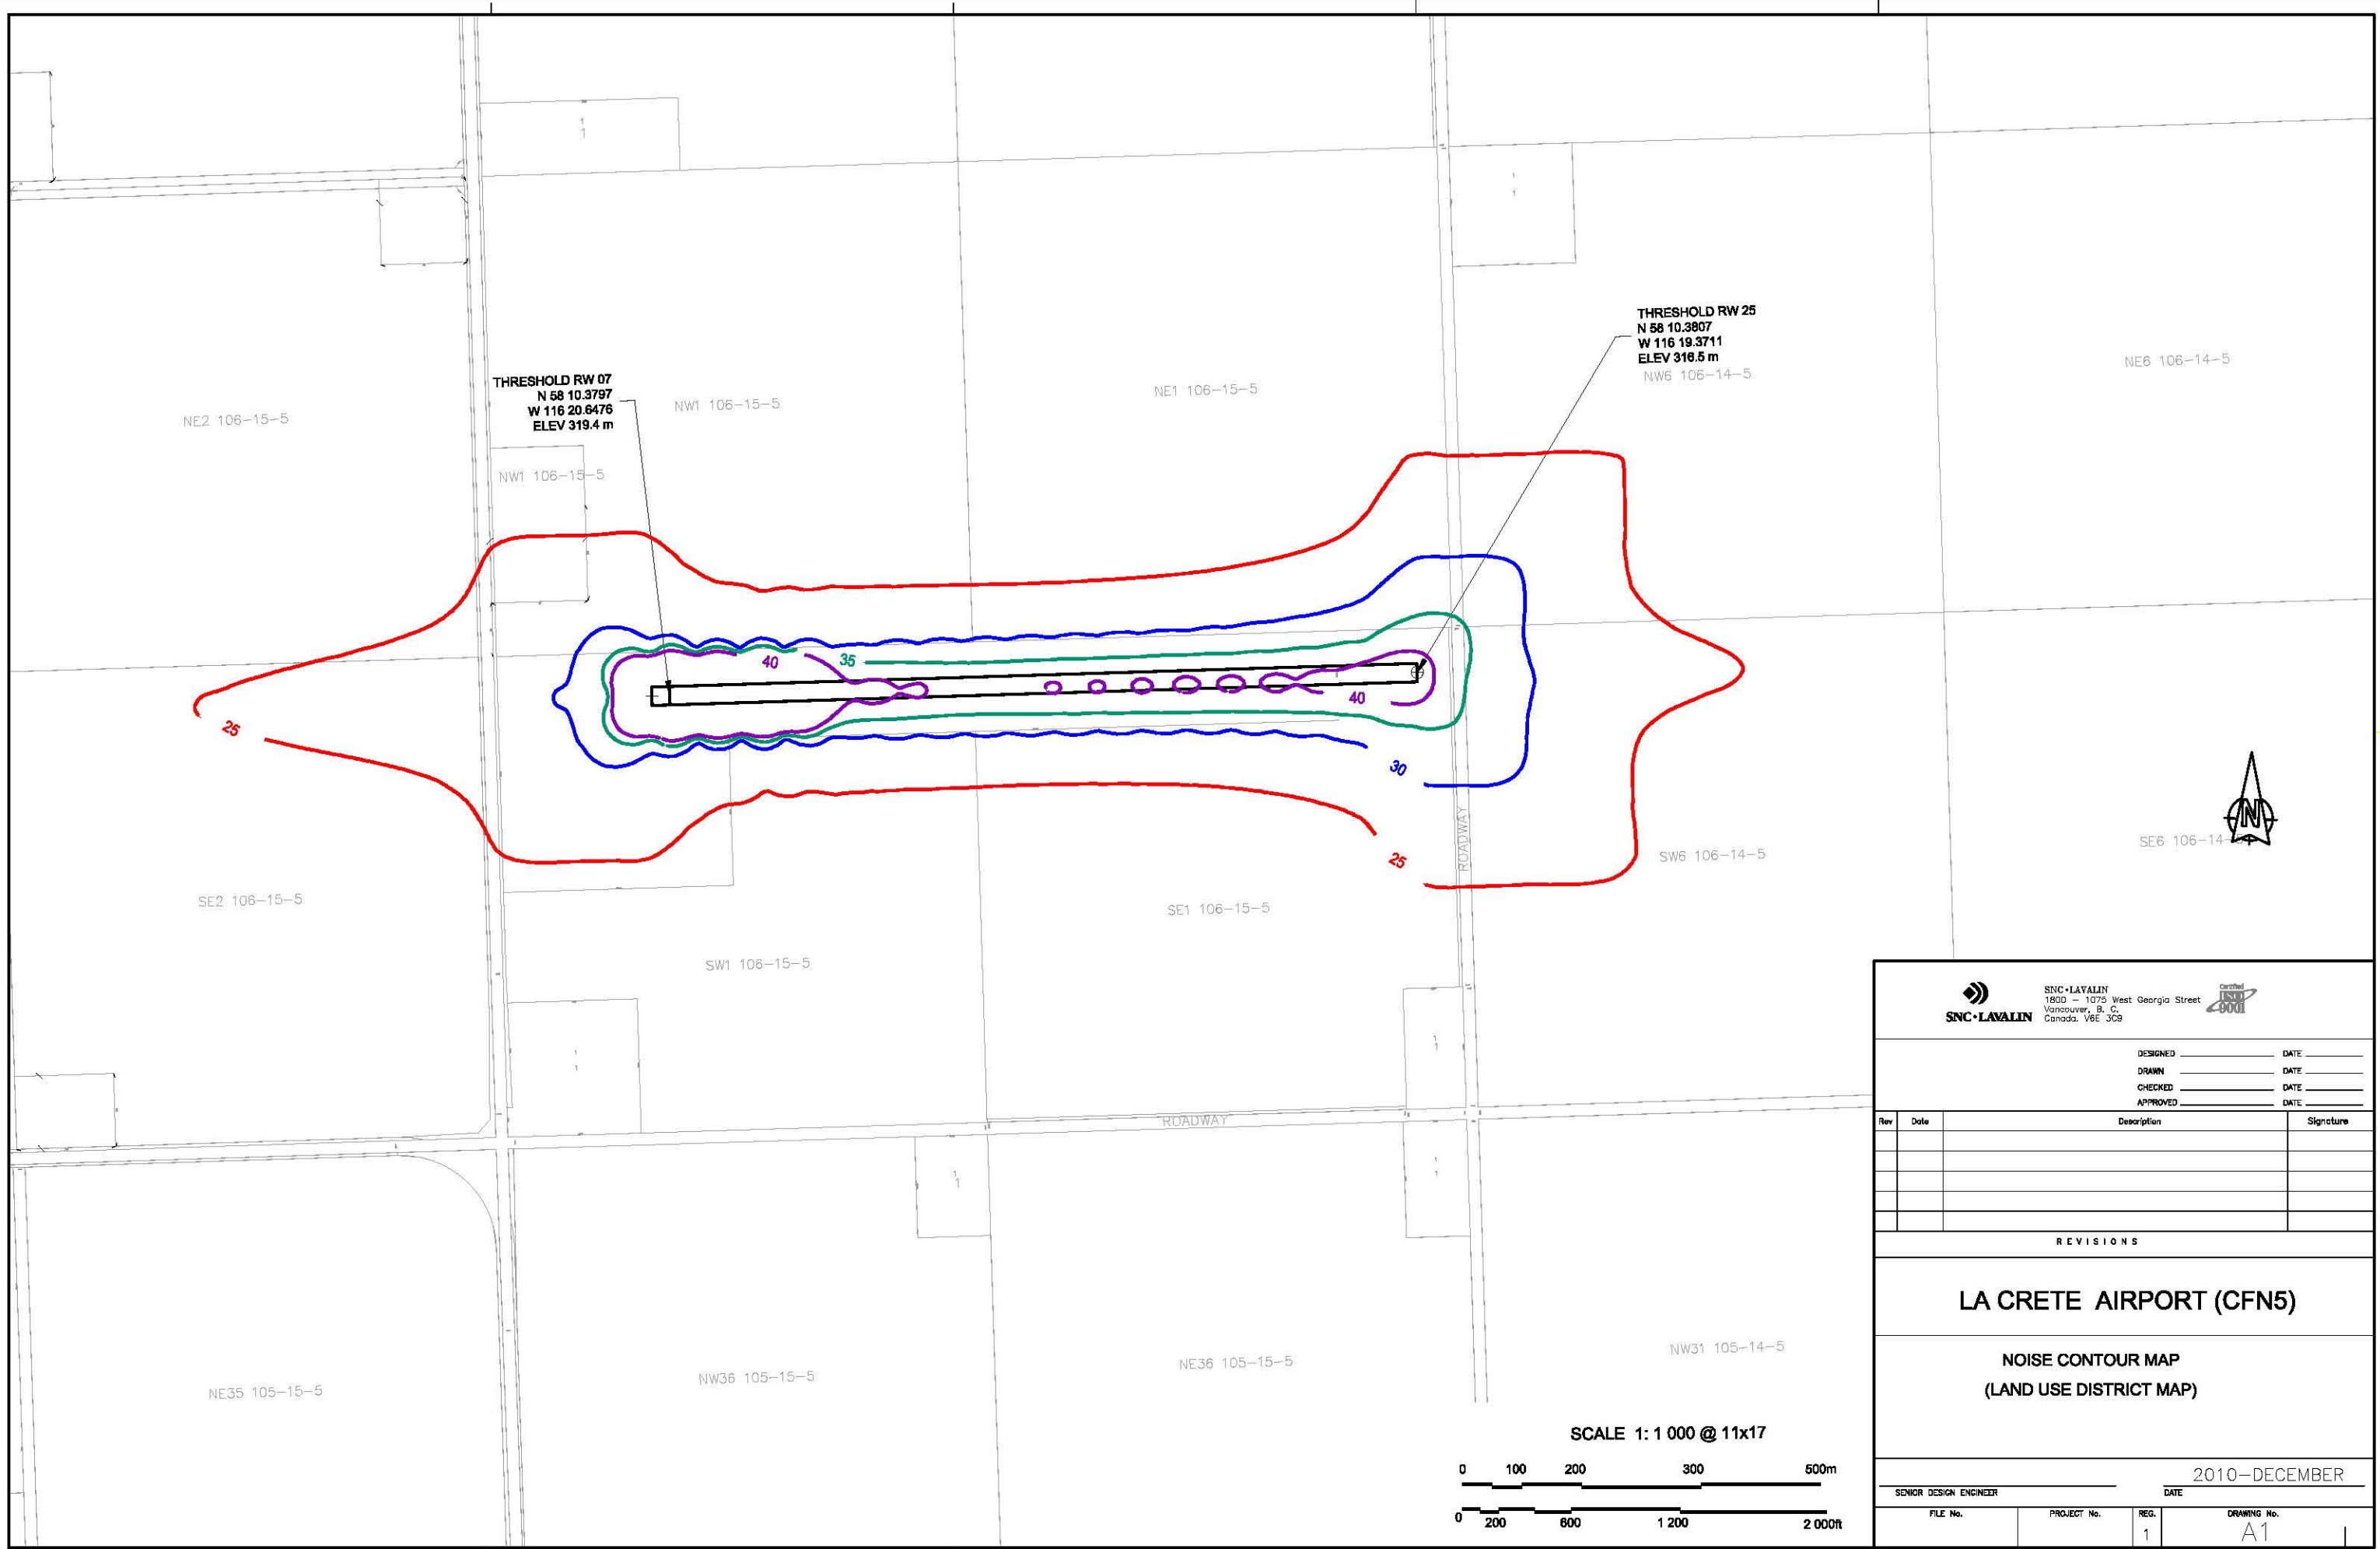 THRESHOLD RW 25
N 58 10.3807
W 116 19.3711
ELEV 316.5 m
NW6 106-14-5
NE6 106-14-5
THRESHOLD RW 07
N 58 10.3797
W 116 20.6476
ELEV 319.4 m
NE2 106-15-5
NW1 106-15-5
NE1 106-15-5
NW1 106-15-5
40
35
40
25
30
25
ROADWAY
SE2 106-15-5
SW1 106-15-5
SE1 106-15-5
SW6 106-14-5
SE6 106-14-
N
ROADWAY
NE35 105-15-5
NW36 105-15-5
NE36 105-15-5
NW31 105-14-5
SCALE 1: 1 000 @ 11x17
0 100 200 300 500m
0 200 600 1 200 2 000ft
SNC•LAVALIN
SNC•LAVALIN
1800 - 1075 West Georgia Street
Vancouver, B. C.
Canada. V6E 3C9
Certified
ISO
9001
DESIGNED DATE
DRAWN DATE
CHECKED DATE
APPROVED DATE
Rev Date Description Signature
REVISIONS
LA CRETE AIRPORT (CFN5)
NOISE CONTOUR MAP
(LAND USE DISTRICT MAP)
2010-DECEMBER
SENIOR DESIGN ENGINEER DATE
FILE No. PROJECT No. REG. DRAWING No.
1 A1